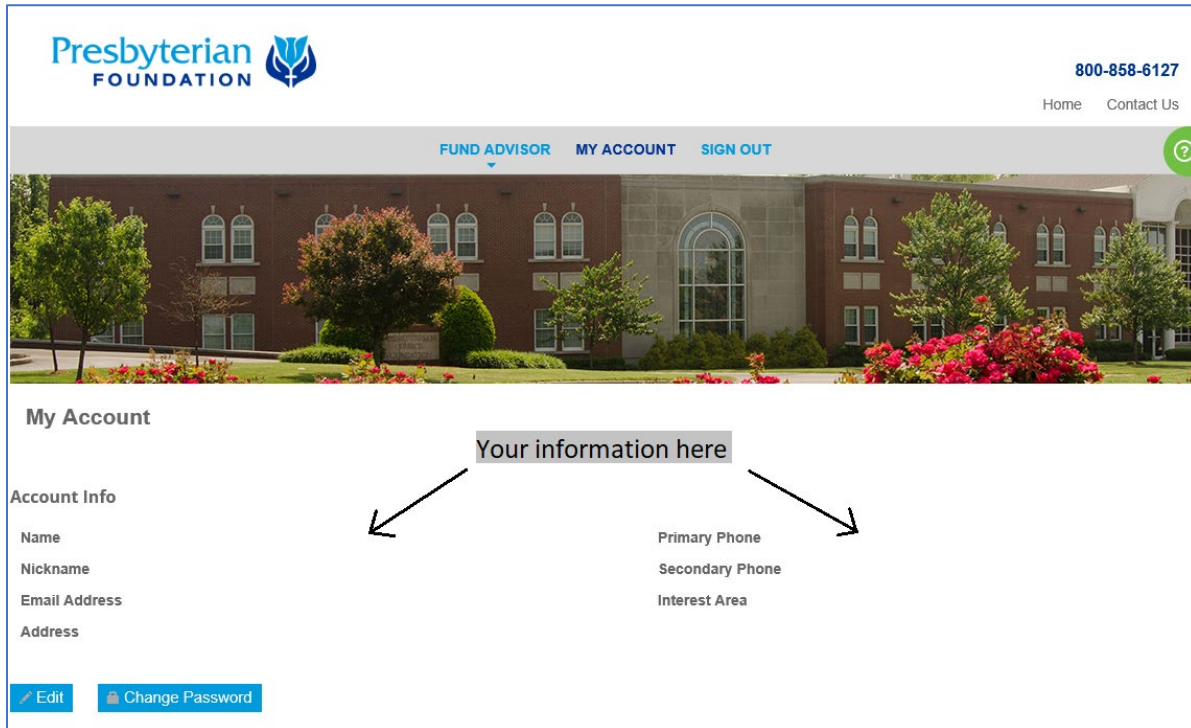 Presbyterian
FOUNDATION
800-858-6127
Home Contact Us
FUND ADVISOR MY ACCOUNT SIGN OUT
?
My Account
Your information here
Account Info
Name
Primary Phone
Nickname
Secondary Phone
Email Address
Interest Area
Address
Edit
Change Password